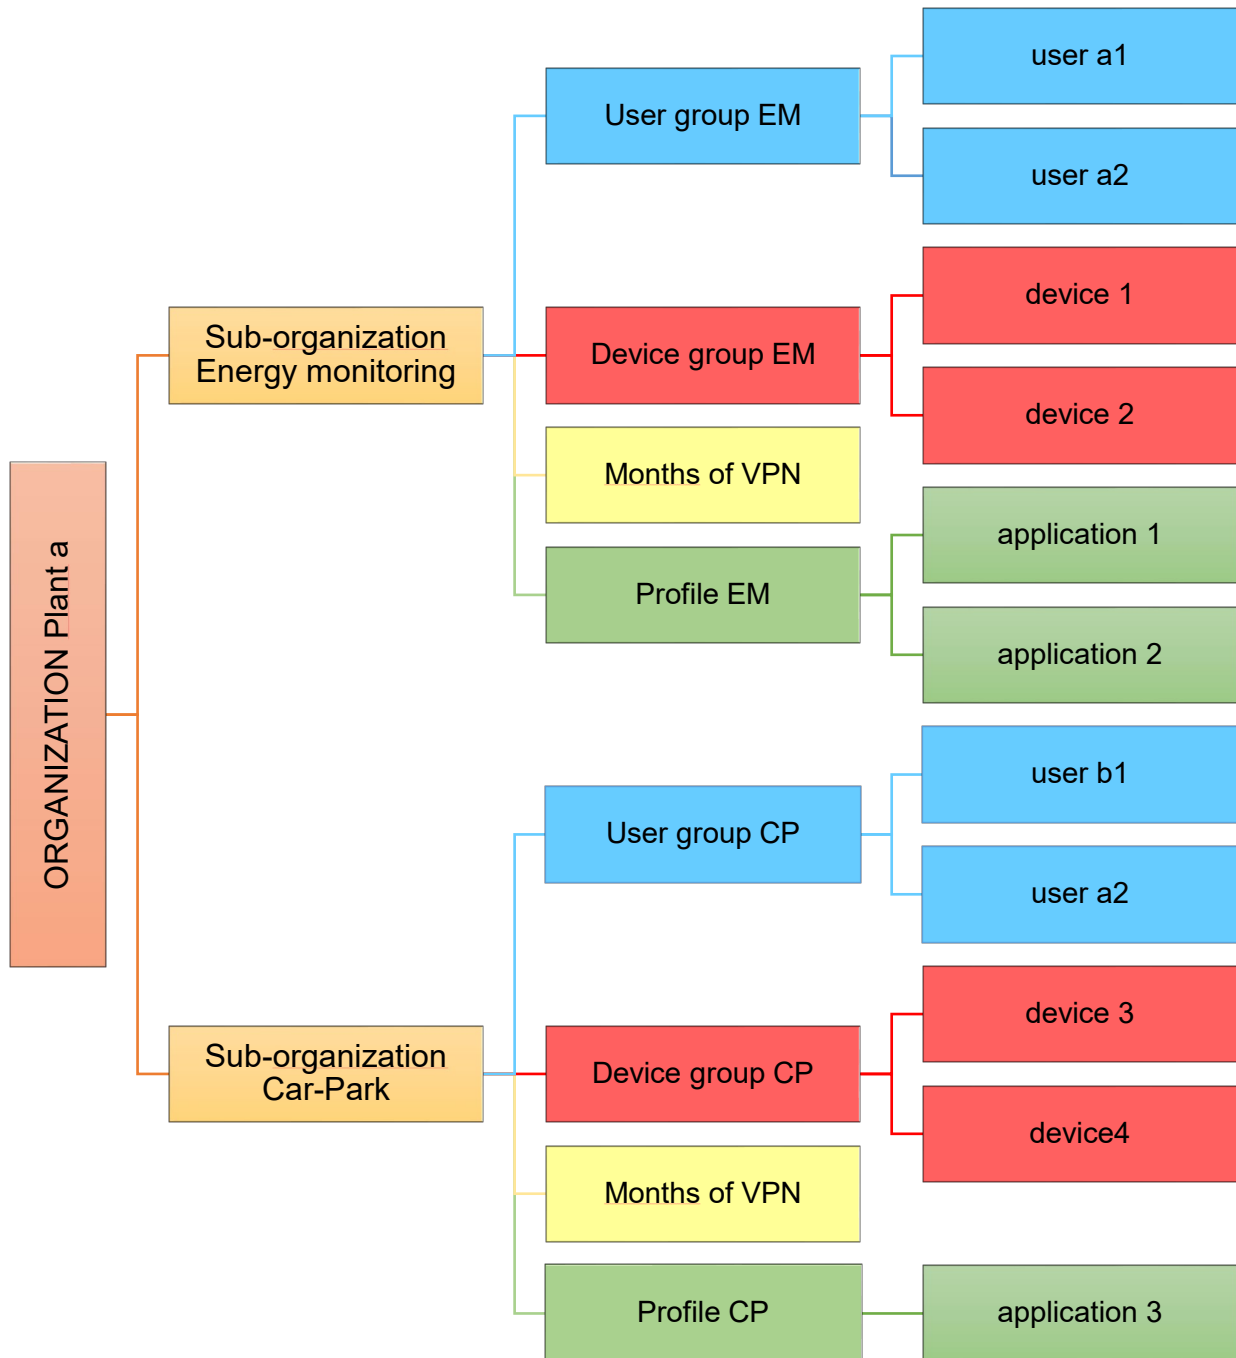 ORGANIZATION Plant a
Sub-organization
Energy monitoring
User group EM
user a1
user a2
Device group EM
device 1
device 2
Months of VPN
Profile EM
application 1
application 2
Sub-organization
Car-Park
User group CP
user b1
user a2
Device group CP
device 3
device4
Months of VPN
Profile CP
application 3